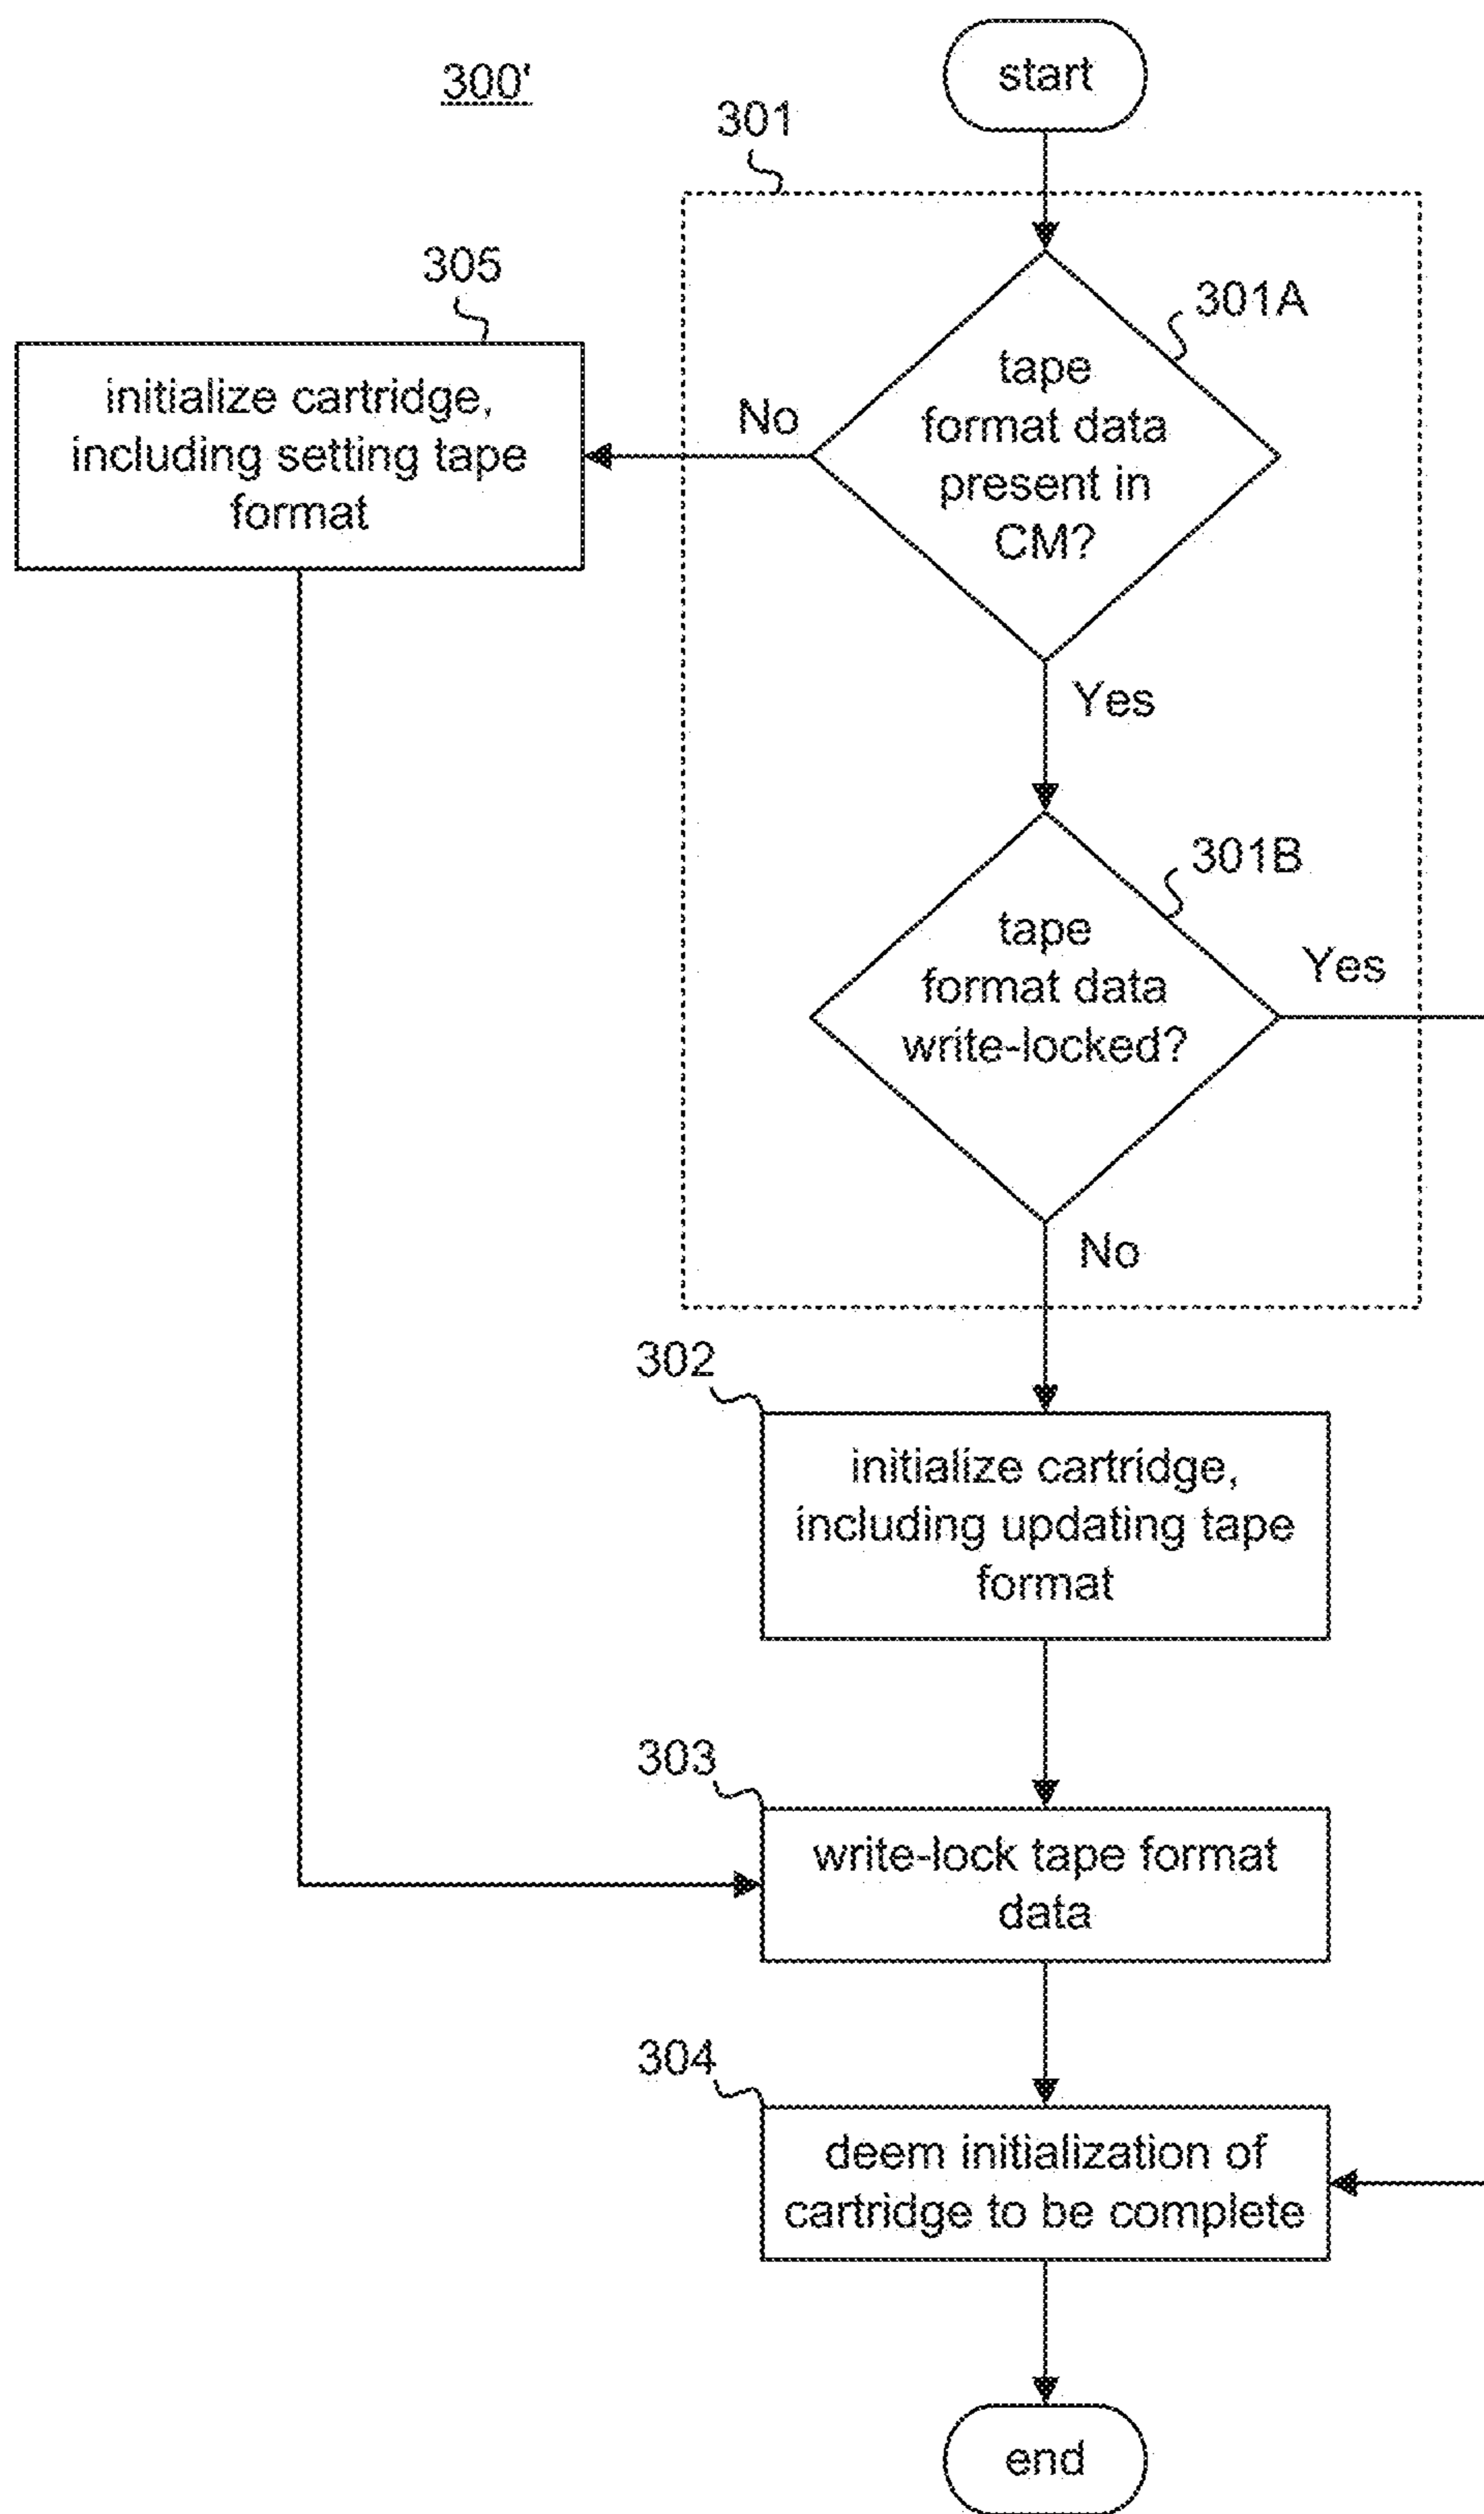 300'
start
301
305
301A
initialize cartridge,
including setting tape
format
No
tape
format data
present in
CM?
Yes
301B
tape
format data
write-locked?
Yes
No
302
initialize cartridge,
including updating tape
format
303
write-lock tape format
data
304
deem initialization of
cartridge to be complete
end